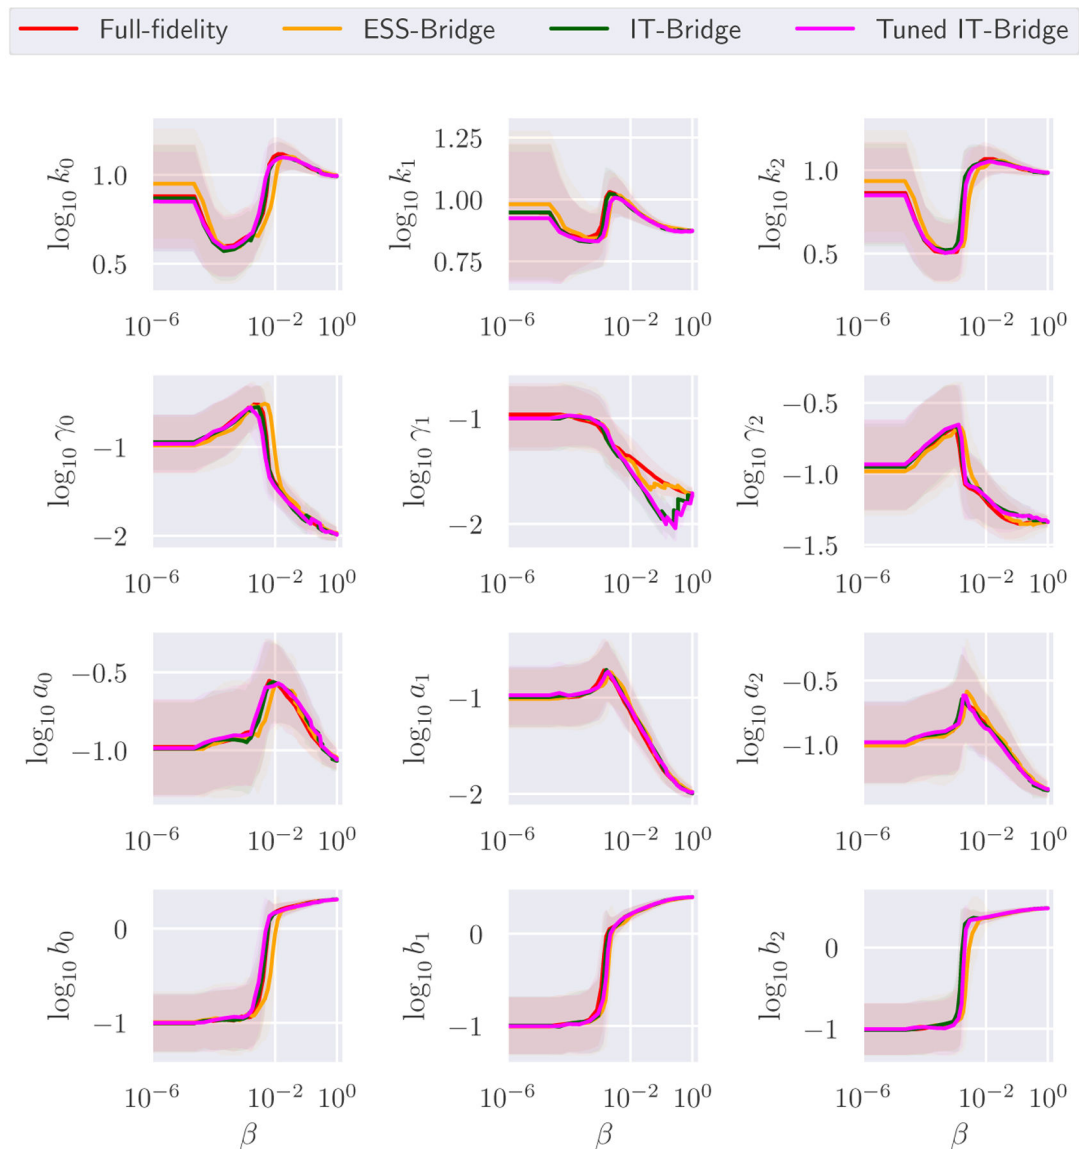 Full-fidelity ESS-Bridge IT-Bridge Tuned IT-Bridge
log₁₀ k₀
1.0
0.5
10⁻⁶ 10⁻² 10⁰
log₁₀ k₁
1.25
1.00
0.75
10⁻⁶ 10⁻² 10⁰
log₁₀ k₂
1.0
0.5
10⁻⁶ 10⁻² 10⁰
log₁₀ γ₀
−1
−2
10⁻⁶ 10⁻² 10⁰
log₁₀ γ₁
−1
−2
10⁻⁶ 10⁻² 10⁰
log₁₀ γ₂
−0.5
−1.0
−1.5
10⁻⁶ 10⁻² 10⁰
log₁₀ a₀
−0.5
−1.0
10⁻⁶ 10⁻² 10⁰
log₁₀ a₁
−1
−2
10⁻⁶ 10⁻² 10⁰
log₁₀ a₂
−0.5
−1.0
10⁻⁶ 10⁻² 10⁰
log₁₀ b₀
0
−1
10⁻⁶ 10⁻² 10⁰
β
log₁₀ b₁
0
−1
10⁻⁶ 10⁻² 10⁰
β
log₁₀ b₂
0
−1
10⁻⁶ 10⁻² 10⁰
β